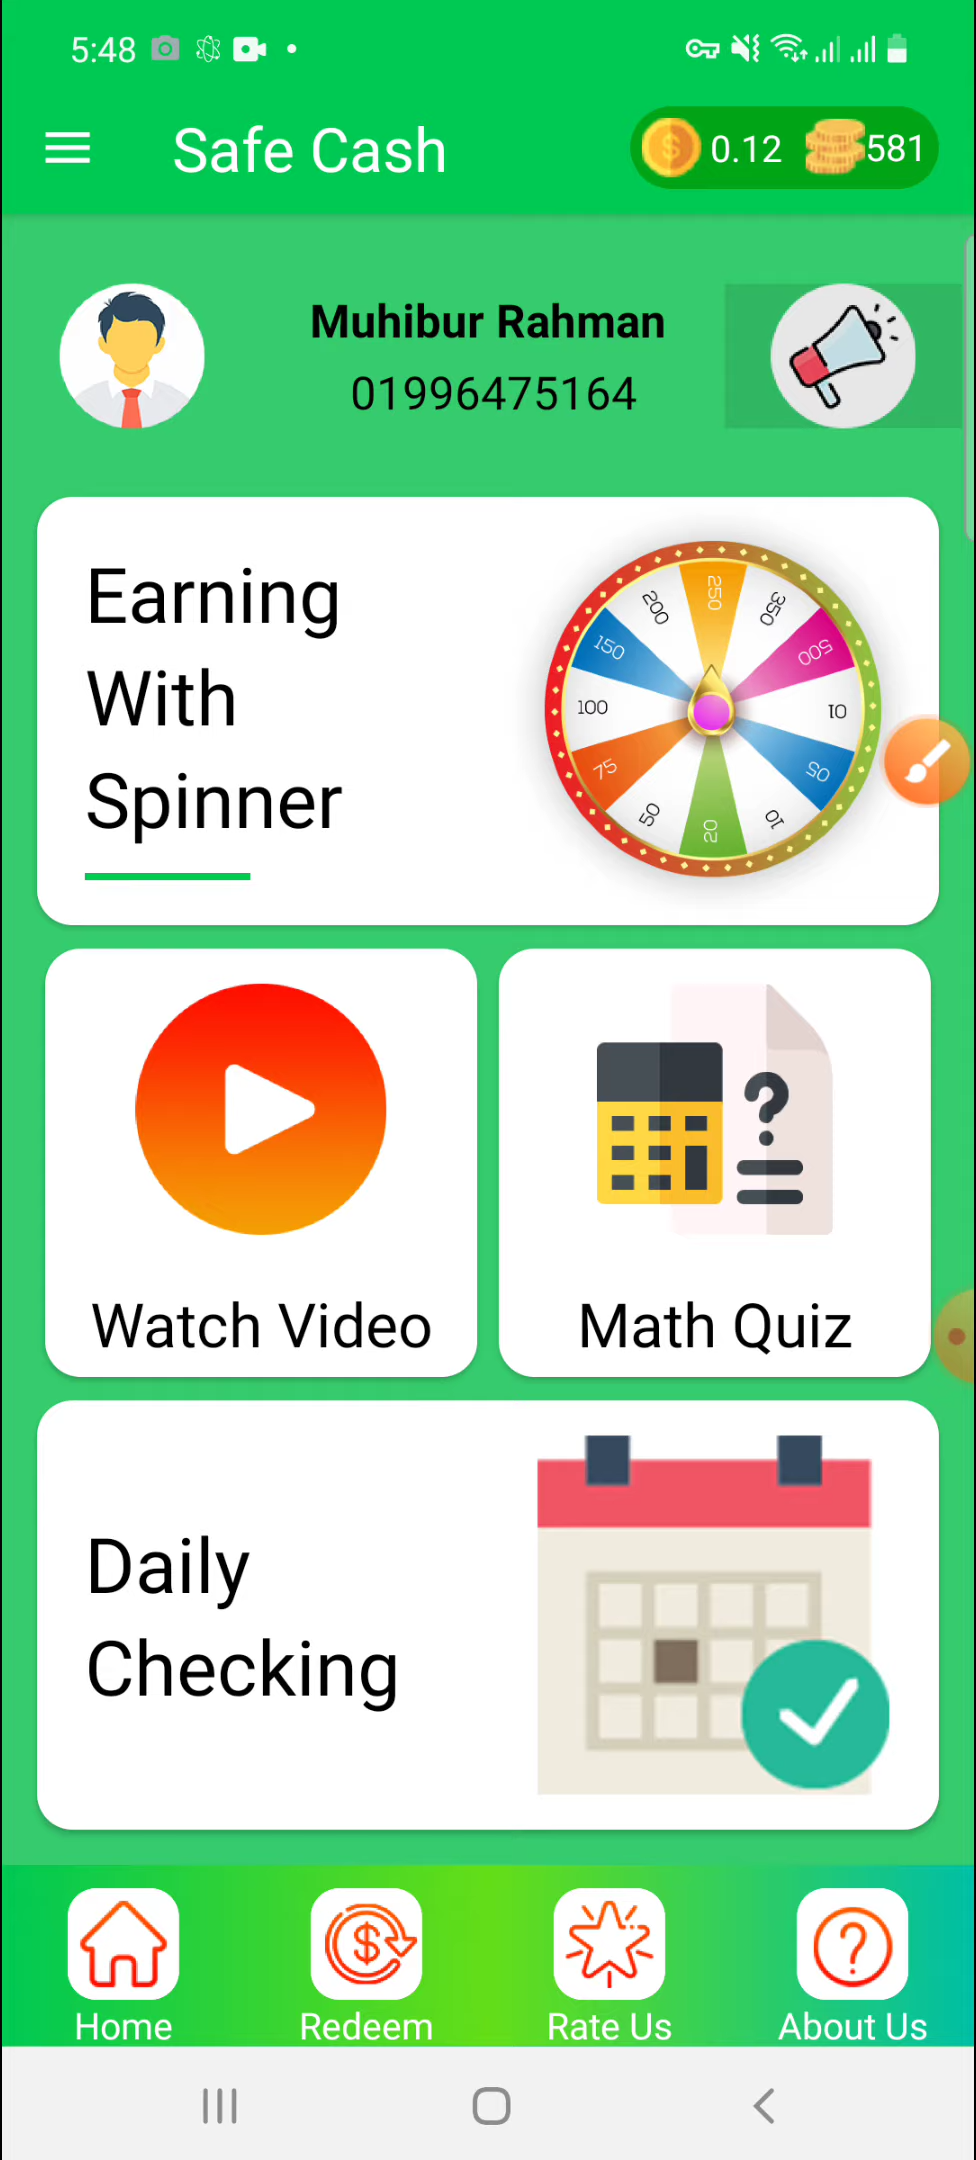 5:48
Safe Cash
0.12
581
Muhibur Rahman
01996475164
Earning
With
Spinner
250
350
500
10
50
10
20
50
75
100
150
200
Watch Video
Math Quiz
Daily
Checking
Home
Redeem
Rate Us
About Us